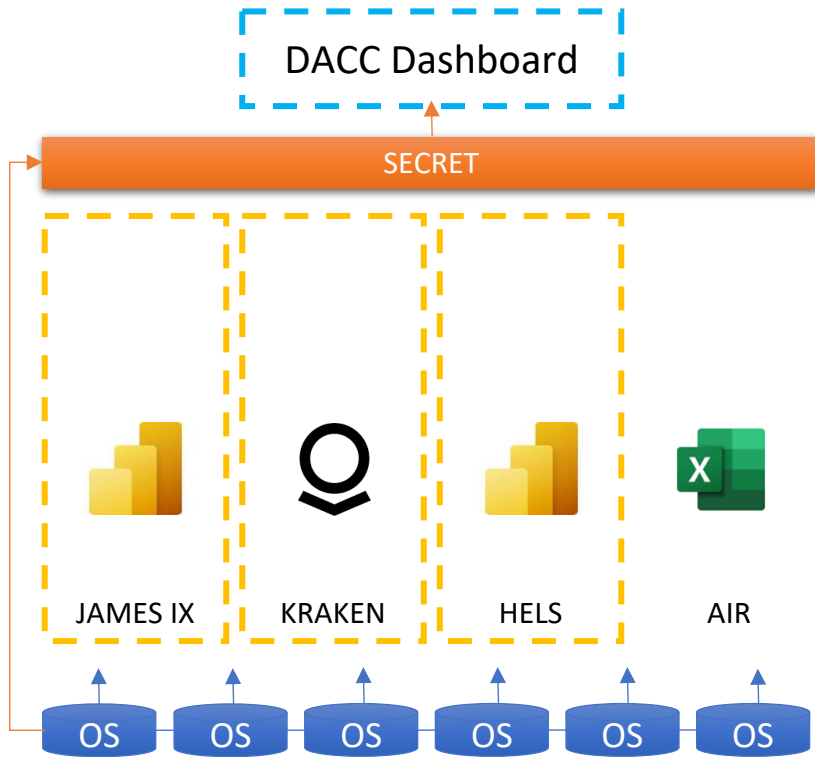 DACC Dashboard
SECRET
X
JAMES IX
KRAKEN
HELS
AIR
OS
OS
OS
OS
OS
OS